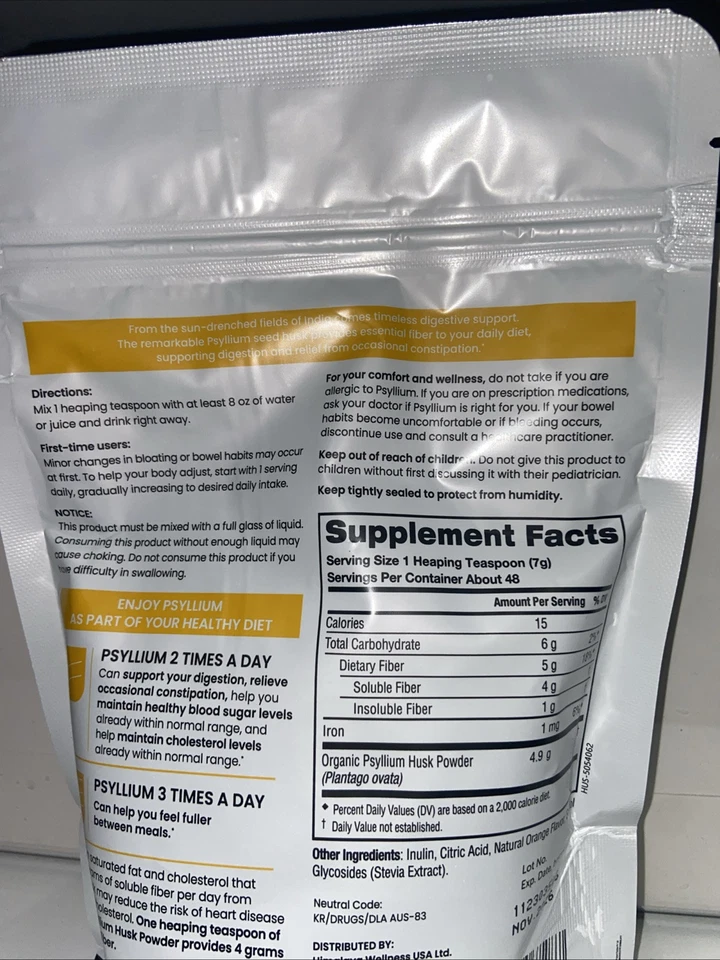 From the sun-drenched fields of India comes timeless digestive support.
The remarkable Psyllium seed husk provides essential fiber to your daily diet,
supporting digestion and relief from occasional constipation.*
Directions:
Mix 1 heaping teaspoon with at least 8 oz of water
or juice and drink right away.
First-time users:
Minor changes in bloating or bowel habits may occur
at first. To help your body adjust, start with 1 serving
daily, gradually increasing to desired daily intake.
NOTICE:
This product must be mixed with a full glass of liquid.
Consuming this product without enough liquid may
cause choking. Do not consume this product if you
difficulty in swallowing.
ENJOY PSYLLIUM
AS PART OF YOUR HEALTHY DIET
PSYLLIUM 2 TIMES A DAY
Can support your digestion, relieve
occasional constipation, help you
maintain healthy blood sugar levels
already within normal range, and
help maintain cholesterol levels
already within normal range.*
PSYLLIUM 3 TIMES A DAY
Can help you feel fuller
between meals.*
saturated fat and cholesterol that
of soluble fiber per day from
may reduce the risk of heart disease
cholesterol. One heaping teaspoon of
Husk Powder provides 4 grams
For your comfort and wellness, do not take if you are
allergic to Psyllium. If you are on prescription medications,
ask your doctor if Psyllium is right for you. If your bowel
habits become uncomfortable or if bleeding occurs,
discontinue use and consult a healthcare practitioner.
Keep out of reach of children. Do not give this product to
children without first discussing it with their pediatrician.
Keep tightly sealed to protect from humidity.
Supplement Facts
Serving Size 1 Heaping Teaspoon (7g)
Servings Per Container About 48
Amount Per Serving %
Calories 15
Total Carbohydrate 6 g
Dietary Fiber 5 g
Soluble Fiber 4 g
Insoluble Fiber 1 g
Iron 1 mg
Organic Psyllium Husk Powder 4.9 g
(Plantago ovata)
♦ Percent Daily Values (DV) are based on a 2,000 calorie diet.
† Daily Value not established.
HUS-5054062
Other Ingredients: Inulin, Citric Acid, Natural Orange
Glycosides (Stevia Extract).
Neutral Code:
KR/DRUGS/DLA AUS-83
Lot No.
Exp. Date
NOV
DISTRIBUTED BY:
Himalaya Wellness USA Ltd.